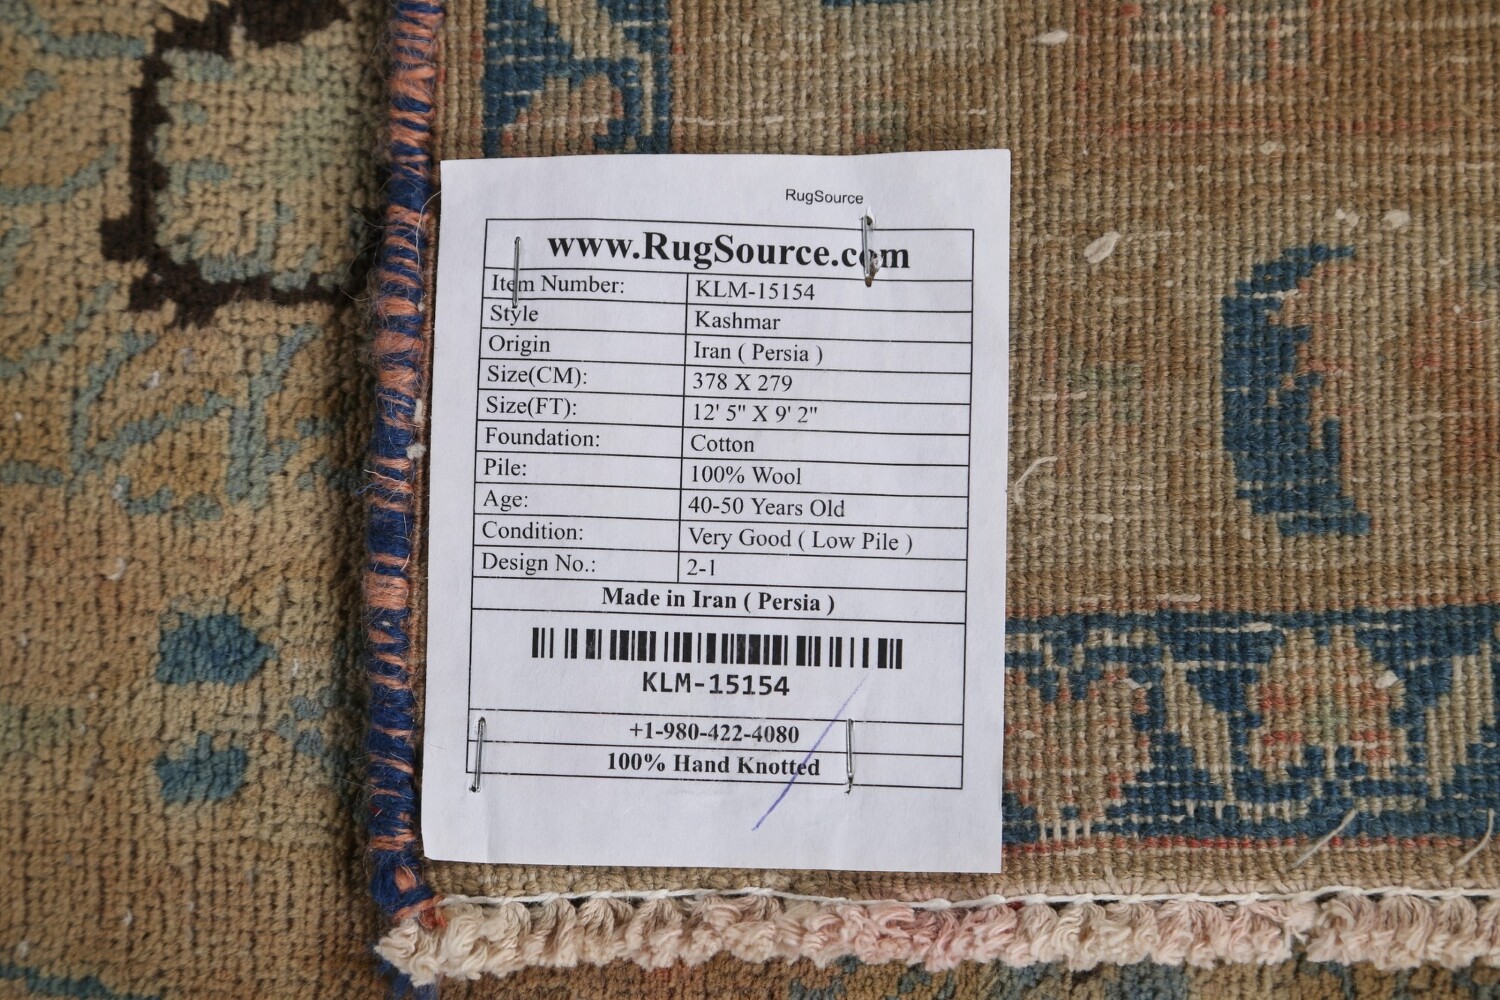 RugSource
www.RugSource.com
Item Number: KLM-15154
Style Kashmar
Origin Iran ( Persia )
Size(CM): 378 X 279
Size(FT): 12' 5" X 9' 2"
Foundation: Cotton
Pile: 100% Wool
Age: 40-50 Years Old
Condition: Very Good ( Low Pile )
Design No.: 2-1
Made in Iran ( Persia )
KLM-15154
+1-980-422-4080
100% Hand Knotted